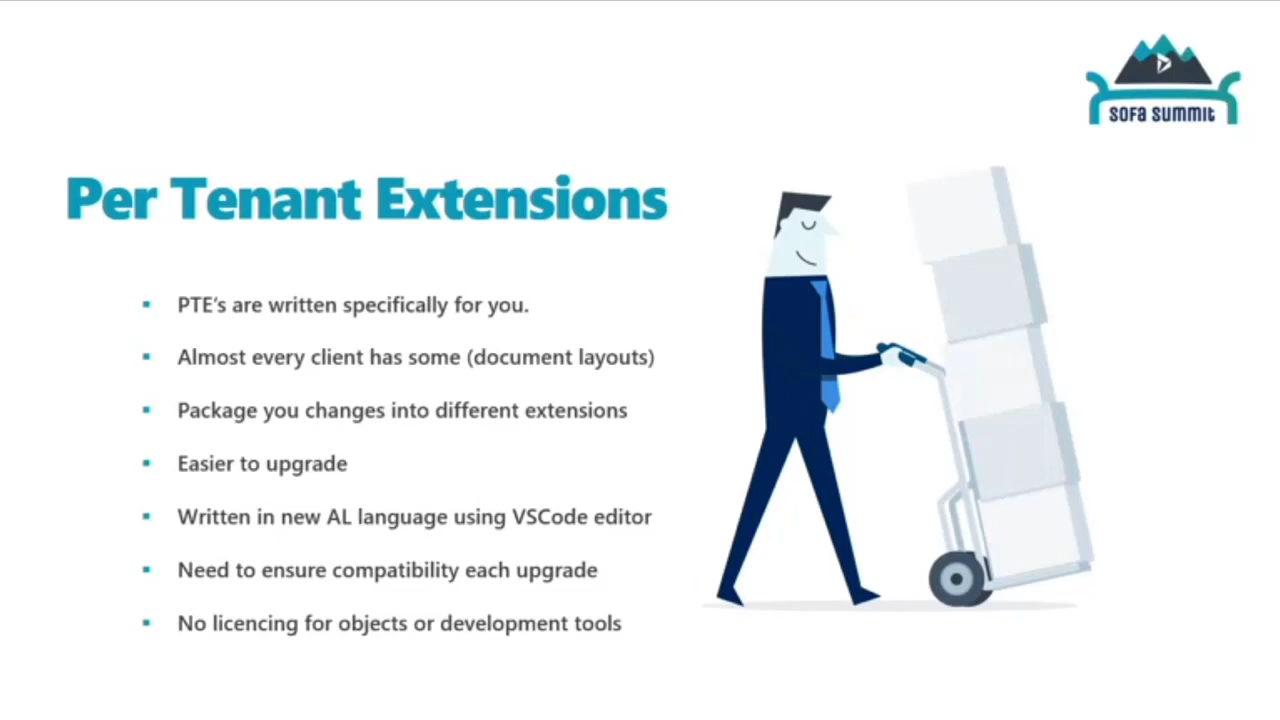 SOFA SUMMIT
Per Tenant Extensions
PTE's are written specifically for you.
Almost every client has some (document layouts)
Package you changes into different extensions
Easier to upgrade
Written in new AL language using VSCode editor
Need to ensure compatibility each upgrade
No licencing for objects or development tools